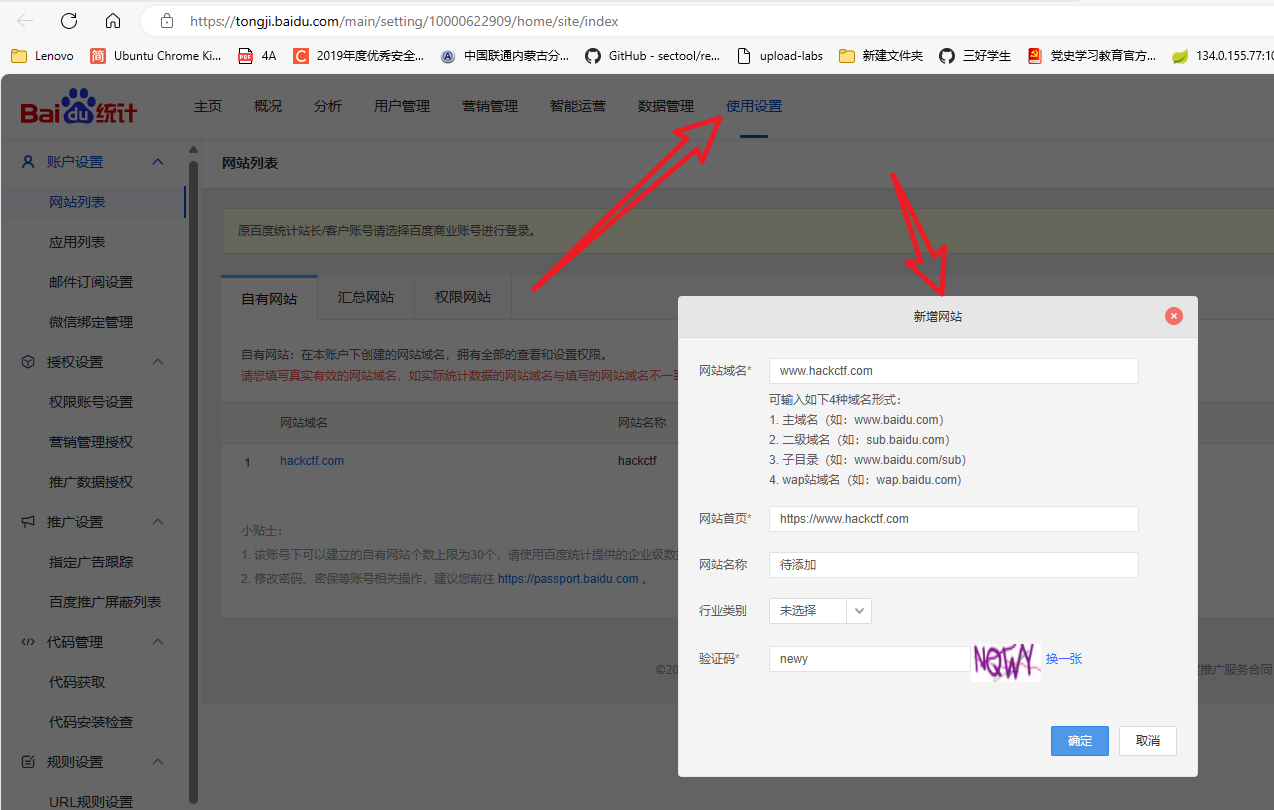 https://tongji.baidu.com/main/setting/10000622909/home/site/index
Lenovo
简 Ubuntu Chrome Ki...
PDF 4A
C 2019年度优秀安全...
中国联通内蒙古分...
GitHub - sectool/re...
upload-labs
新建文件夹
三好学生
党史学习教育官方...
134.0.155.77:10
Bai du 统计
主页
概况
分析
用户管理
营销管理
智能运营
数据管理
使用设置
账户设置
网站列表
应用列表
邮件订阅设置
微信绑定管理
授权设置
权限账号设置
营销管理授权
推广数据授权
推广设置
指定广告跟踪
百度推广屏蔽列表
代码管理
代码获取
代码安装检查
规则设置
URL规则设置
网站列表
原百度统计站长/客户账号请选择百度商业账号进行登录。
自有网站
汇总网站
权限网站
自有网站：在本账户下创建的网站域名，拥有全部的查看和设置权限。
请您填写真实有效的网站域名，如实际统计数据的网站域名与填写的网站域名不一致
网站域名
网站名称
1
hackctf.com
hackctf
小贴士：
1. 该账号下可以建立的自有网站个数上限为30个，请使用百度统计提供的企业级数
2. 修改密码、密保等账号相关操作，建议您前往 https://passport.baidu.com 。
©20
推广服务合同
新增网站
网站域名*
www.hackctf.com
可输入如下4种域名形式：
1. 主域名（如：www.baidu.com）
2. 二级域名（如：sub.baidu.com）
3. 子目录（如：www.baidu.com/sub）
4. wap站域名（如：wap.baidu.com）
网站首页*
https://www.hackctf.com
网站名称
待添加
行业类别
未选择
验证码*
newy
换一张
确定
取消